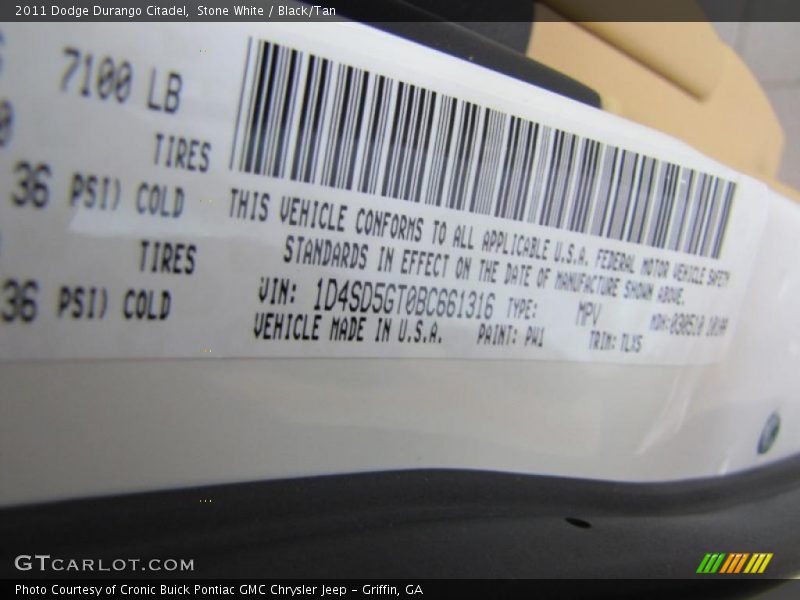 2011 Dodge Durango Citadel, Stone White / Black/Tan
7100 LB
TIRES
36 PSI) COLD
TIRES
36 PSI) COLD
THIS VEHICLE CONFORMS TO ALL APPLICABLE U.S.A. FEDERAL MOTOR VEHICLE SAFETY
STANDARDS IN EFFECT ON THE DATE OF MANUFACTURE SHOWN ABOVE.
VIN: 1D4SD5GT0BC661316 TYPE: MPV
VEHICLE MADE IN U.S.A. PAINT: PW1 TRIM: TLX5
GTCARLOT.COM
Photo Courtesy of Cronic Buick Pontiac GMC Chrysler Jeep - Griffin, GA